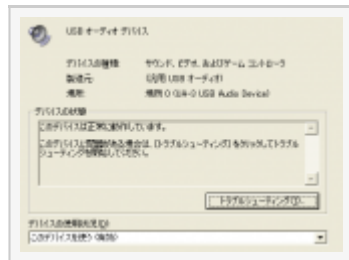 USB オーディオ デバイス
デバイスの種類: サウンド、ビデオ、およびゲーム コントローラ
製造元: (汎用 USB オーディオ)
場所: 場所 0 (UA-3 USB Audio Device)
デバイスの状態
このデバイスは正常に動作しています。
このデバイスに問題がある場合は、[トラブルシューティング] をクリックしてトラブル
シューティングを開始してください。
トラブルシューティング(T)...
デバイスの使用状況(D):
このデバイスを使う (有効)